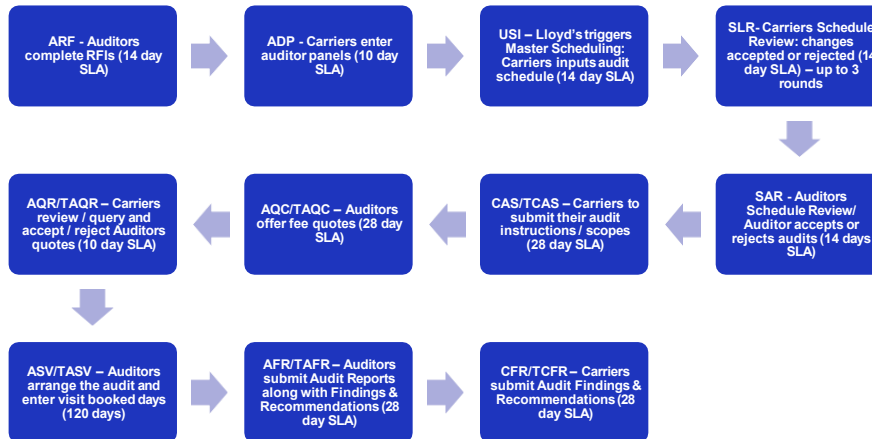 ARF - Auditors
complete RFIs (14 day
SLA)
ADP - Carriers enter
auditor panels (10 day
SLA)
USI – Lloyd's triggers
Master Scheduling:
Carriers inputs audit
schedule (14 day SLA)
SLR- Carriers Schedule
Review: changes
accepted or rejected (14
day SLA) – up to 3
rounds
AQR/TAQR – Carriers
review / query and
accept / reject Auditors
quotes (10 day SLA)
AQC/TAQC – Auditors
offer fee quotes (28 day
SLA)
CAS/TCAS – Carriers to
submit their audit
instructions / scopes
(28 day SLA)
SAR - Auditors
Schedule Review/
Auditor accepts or
rejects audits (14 days
SLA)
ASV/TASV – Auditors
arrange the audit and
enter visit booked days
(120 days)
AFR/TAFR – Auditors
submit Audit Reports
along with Findings &
Recommendations (28
day SLA)
CFR/TCFR – Carriers
submit Audit Findings &
Recommendations (28
day SLA)